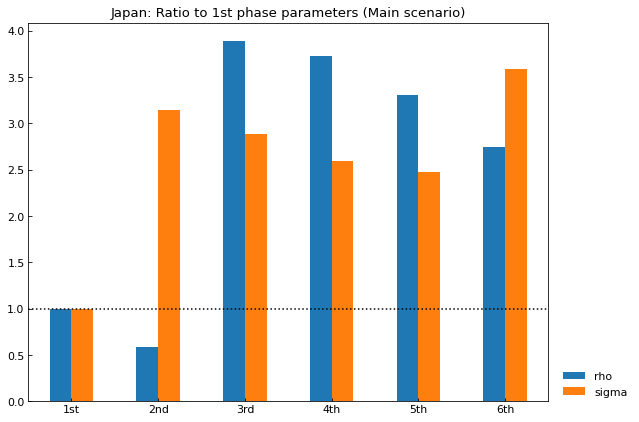 Japan: Ratio to 1st phase parameters (Main scenario)
4.0
3.5
3.0
2.5
2.0
1.5
1.0
0.5
0.0
1st 2nd 3rd 4th 5th 6th
rho
sigma